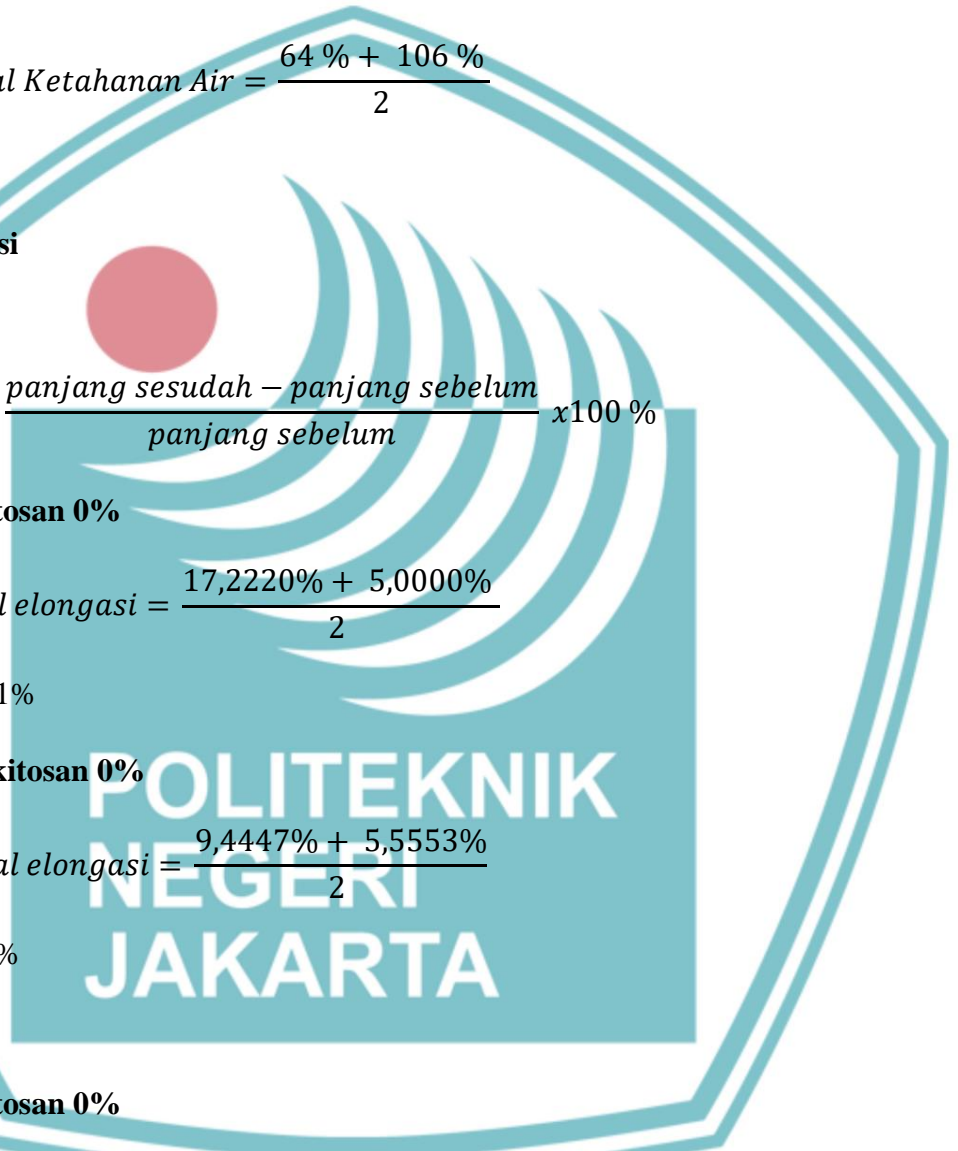 al Ketahanan Air = (64 % + 106 %) / 2
si
(panjang sesudah − panjang sebelum) / (panjang sebelum) x100 %
tosan 0%
l elongasi = (17,2220% + 5,0000%) / 2
1%
kitosan 0%
al elongasi = (9,4447% + 5,5553%) / 2
%
tosan 0%
POLITEKNIK
NEGERI
JAKARTA